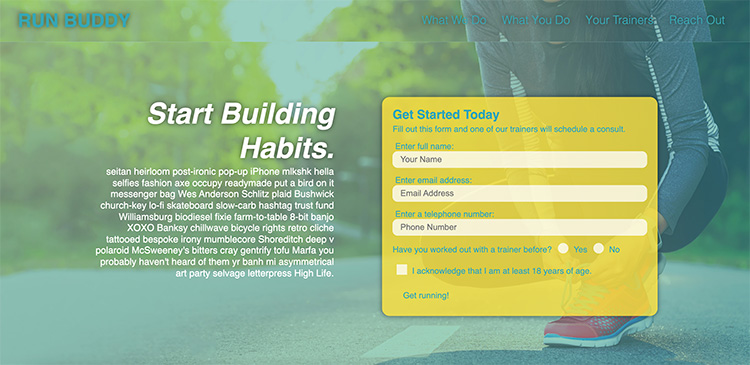 RUN BUDDY
What We Do What You Do Your Trainers Reach Out
Start Building
Habits.
seitan heirloom post-ironic pop-up iPhone mlkshk hella
selfies fashion axe occupy readymade put a bird on it
messenger bag Wes Anderson Schlitz plaid Bushwick
church-key lo-fi skateboard slow-carb hashtag trust fund
Williamsburg biodiesel fixie farm-to-table 8-bit banjo
XOXO Banksy chillwave bicycle rights retro cliche
tattooed bespoke irony mumblecore Shoreditch deep v
polaroid McSweeney's bitters cray gentrify tofu Marfa you
probably haven't heard of them yr banh mi asymmetrical
art party selvage letterpress High Life.
Get Started Today
Fill out this form and one of our trainers will schedule a consult.
Enter full name:
Your Name
Enter email address:
Email Address
Enter a telephone number:
Phone Number
Have you worked out with a trainer before? Yes No
I acknowledge that I am at least 18 years of age.
Get running!